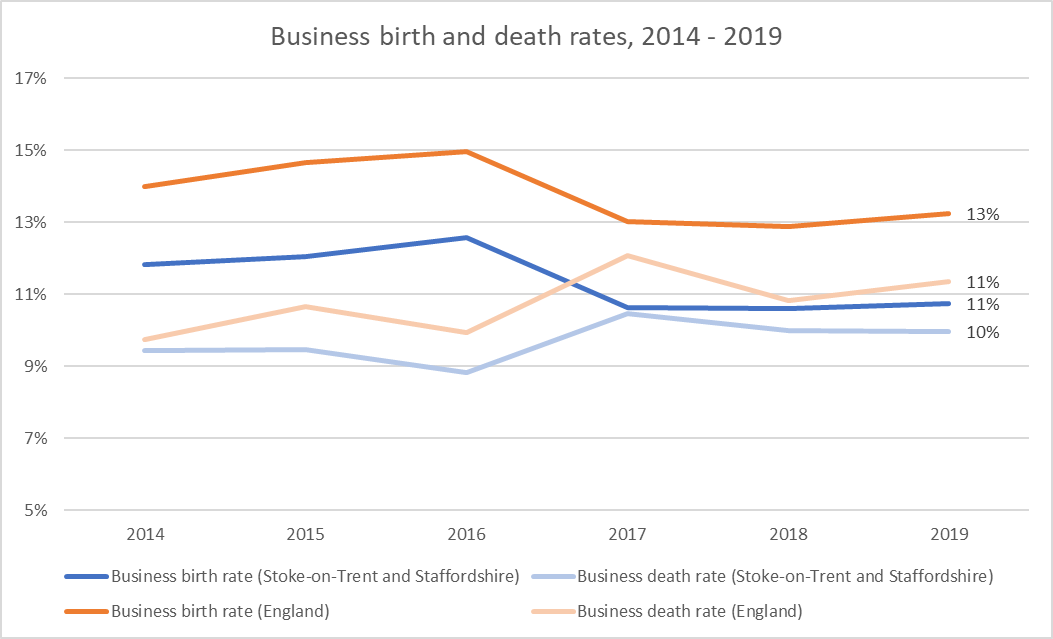 Business birth and death rates, 2014 - 2019
17%
15%
13%
11%
9%
7%
5%
13%
11%
11%
10%
2014 2015 2016 2017 2018 2019
Business birth rate (Stoke-on-Trent and Staffordshire) Business death rate (Stoke-on-Trent and Staffordshire)
Business birth rate (England) Business death rate (England)